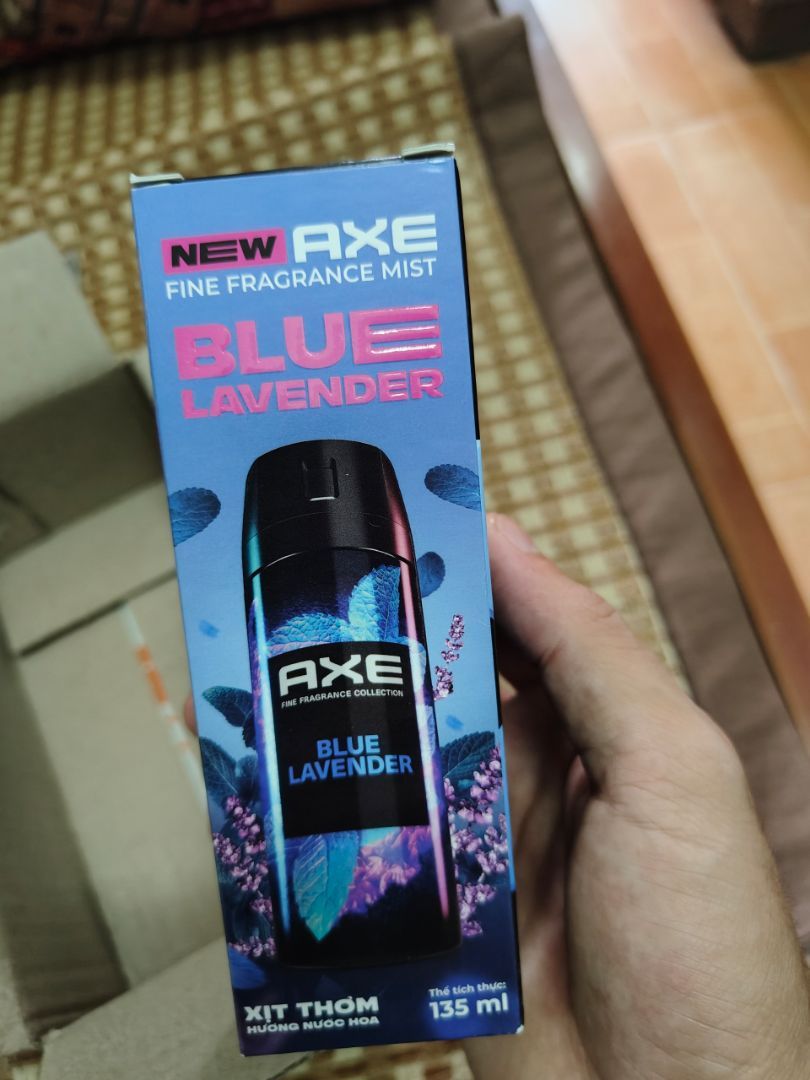 NEW AXE
FINE FRAGRANCE MIST
BLUE
LAVENDER
AXE
FINE FRAGRANCE COLLECTION
BLUE
LAVENDER
XỊT THƠM
HƯƠNG NƯỚC HOA
Thể tích thực:
135 ml